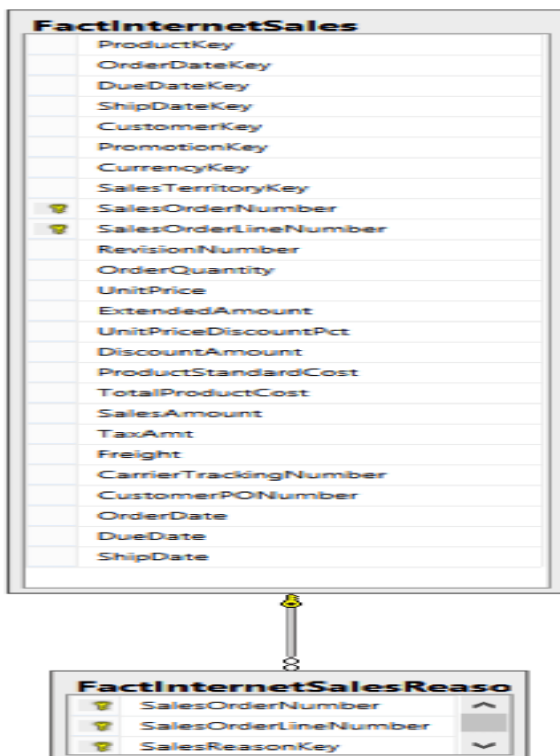 FactInternetSales
ProductKey
OrderDateKey
DueDateKey
ShipDateKey
CustomerKey
PromotionKey
CurrencyKey
SalesTerritoryKey
SalesOrderNumber
SalesOrderLineNumber
RevisionNumber
OrderQuantity
UnitPrice
ExtendedAmount
UnitPriceDiscountPct
DiscountAmount
ProductStandardCost
TotalProductCost
SalesAmount
TaxAmt
Freight
CarrierTrackingNumber
CustomerPONumber
OrderDate
DueDate
ShipDate
FactInternetSalesReaso
SalesOrderNumber
SalesOrderLineNumber
SalesReasonKey